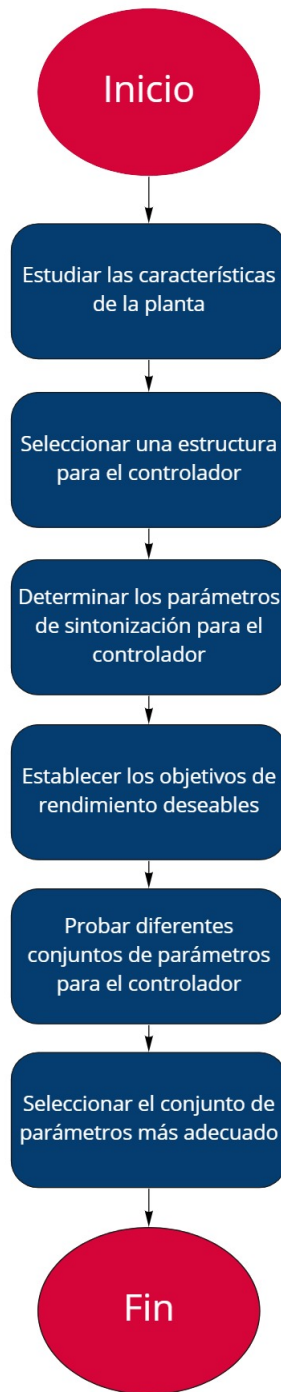 Inicio
Estudiar las características
de la planta
Seleccionar una estructura
para el controlador
Determinar los parámetros
de sintonización para el
controlador
Establecer los objetivos de
rendimiento deseables
Probar diferentes
conjuntos de parámetros
para el controlador
Seleccionar el conjunto de
parámetros más adecuado
Fin